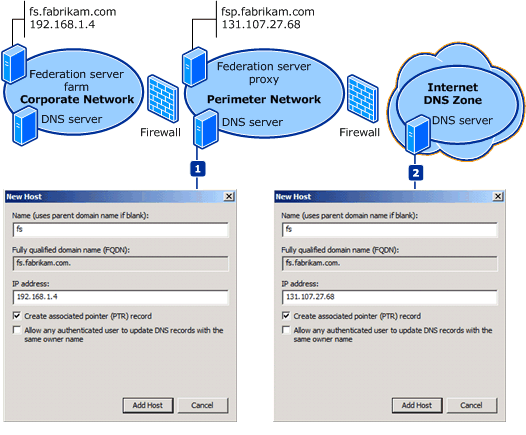 fs.fabrikam.com
192.168.1.4
fsp.fabrikam.com
131.107.27.68
Federation server
farm
Corporate Network
DNS server
Firewall
Federation server
proxy
Perimeter Network
DNS server
Firewall
Internet
DNS Zone
DNS server
1
2
New Host
Name (uses parent domain name if blank):
fs
Fully qualified domain name (FQDN):
fs.fabrikam.com.
IP address:
192.168.1.4
Create associated pointer (PTR) record
Allow any authenticated user to update DNS records with the
same owner name
Add Host
Cancel
New Host
Name (uses parent domain name if blank):
fs
Fully qualified domain name (FQDN):
fs.fabrikam.com.
IP address:
131.107.27.68
Create associated pointer (PTR) record
Allow any authenticated user to update DNS records with the
same owner name
Add Host
Cancel